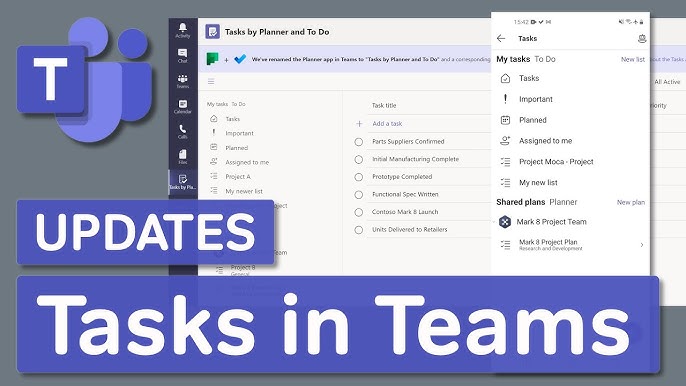 T
Activity
Chat
Teams
Calendar
Calls
Files
Tasks by Pla...
Tasks by Planner and To Do
+ We've renamed the Planner app in Teams to "Tasks by Planner and To Do" and a corresponding
My tasks To Do
Tasks
Important
Planned
Assigned to me
Project A
My newer list
Project 8
General
Task title
+ Add a task
Parts Suppliers Confirmed
Initial Manufacturing Complete
Prototype Completed
Functional Spec Written
Contoso Mark 8 Launch
Units Delivered to Retailers
15:42
Tasks
My tasks To Do New list
Tasks
Important
Planned
Assigned to me
Project Moca - Project
My new list
Shared plans Planner New plan
Mark 8 Project Team
Mark 8 Project Plan
Research and Development
All Active
UPDATES
Tasks in Teams